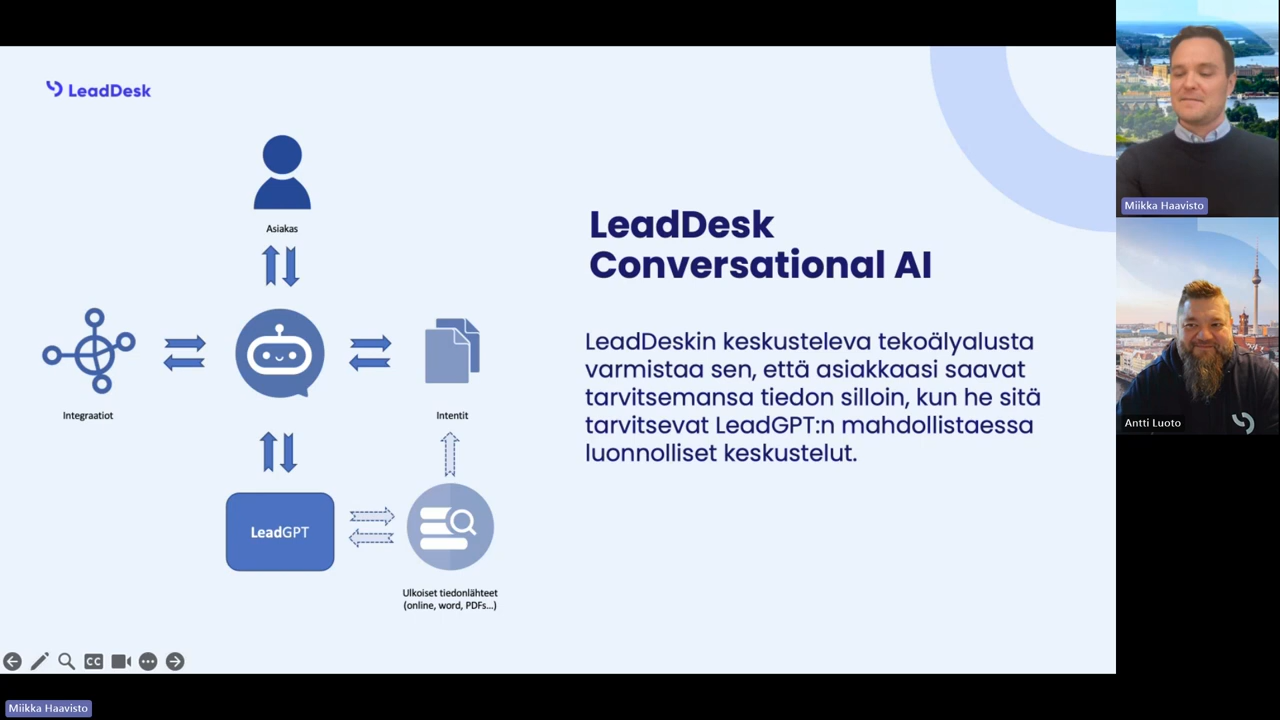 LeadDesk
Asiakas
Integraatiot
Intentit
LeadGPT
Ulkoiset tiedonlähteet
(online, word, PDFs...)
LeadDesk
Conversational AI
LeadDeskin keskusteleva tekoälyalusta
varmistaa sen, että asiakkaasi saavat
tarvitsemansa tiedon silloin, kun he sitä
tarvitsevat LeadGPT:n mahdollistaessa
luonnolliset keskustelut.
CC
Miikka Haavisto
Miikka Haavisto
Antti Luoto